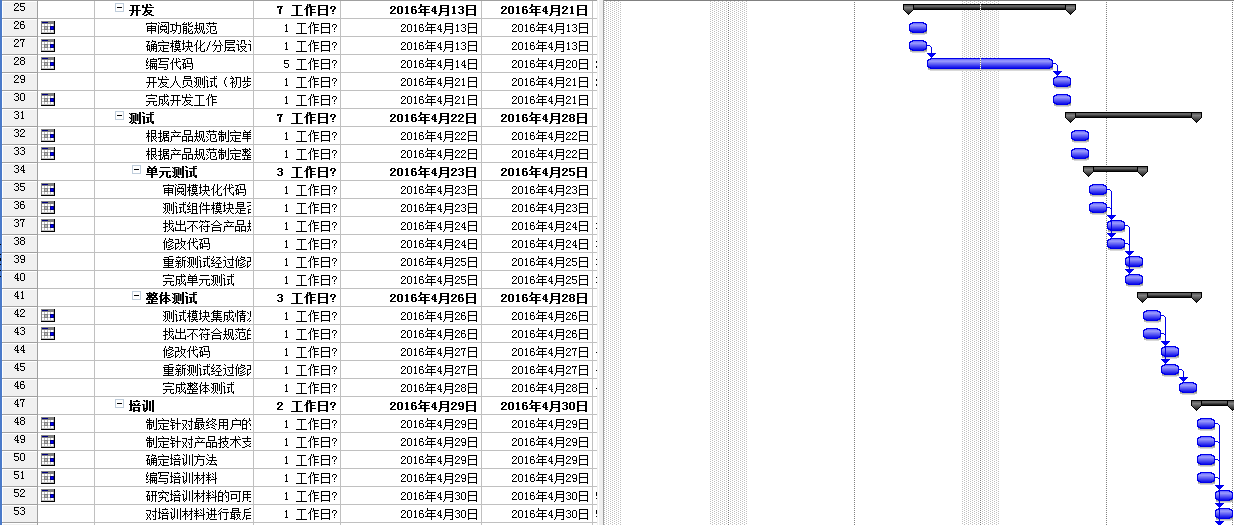 25 开发 7 工作日? 2016年4月13日 2016年4月21日
26 审阅功能规范 1 工作日? 2016年4月13日 2016年4月13日
27 确定模块化/分层设 1 工作日? 2016年4月13日 2016年4月13日
28 编写代码 5 工作日? 2016年4月14日 2016年4月20日
29 开发人员测试（初步 1 工作日? 2016年4月21日 2016年4月21日
30 完成开发工作 1 工作日? 2016年4月21日 2016年4月21日
31 测试 7 工作日? 2016年4月22日 2016年4月28日
32 根据产品规范制定单 1 工作日? 2016年4月22日 2016年4月22日
33 根据产品规范制定整 1 工作日? 2016年4月22日 2016年4月22日
34 单元测试 3 工作日? 2016年4月23日 2016年4月25日
35 审阅模块化代码 1 工作日? 2016年4月23日 2016年4月23日
36 测试组件模块是 1 工作日? 2016年4月23日 2016年4月23日
37 找出不符合产品 1 工作日? 2016年4月24日 2016年4月24日
38 修改代码 1 工作日? 2016年4月24日 2016年4月24日
39 重新测试经过修 1 工作日? 2016年4月25日 2016年4月25日
40 完成单元测试 1 工作日? 2016年4月25日 2016年4月25日
41 整体测试 3 工作日? 2016年4月26日 2016年4月28日
42 测试模块集成情 1 工作日? 2016年4月26日 2016年4月26日
43 找出不符合规范 1 工作日? 2016年4月26日 2016年4月26日
44 修改代码 1 工作日? 2016年4月27日 2016年4月27日
45 重新测试经过修 1 工作日? 2016年4月27日 2016年4月27日
46 完成整体测试 1 工作日? 2016年4月28日 2016年4月28日
47 培训 2 工作日? 2016年4月29日 2016年4月30日
48 制定针对最终用户的 1 工作日? 2016年4月29日 2016年4月29日
49 制定针对产品技术支 1 工作日? 2016年4月29日 2016年4月29日
50 确定培训方法 1 工作日? 2016年4月29日 2016年4月29日
51 编写培训材料 1 工作日? 2016年4月29日 2016年4月29日
52 研究培训材料的可用 1 工作日? 2016年4月30日 2016年4月30日
53 对培训材料进行最后 1 工作日? 2016年4月30日 2016年4月30日